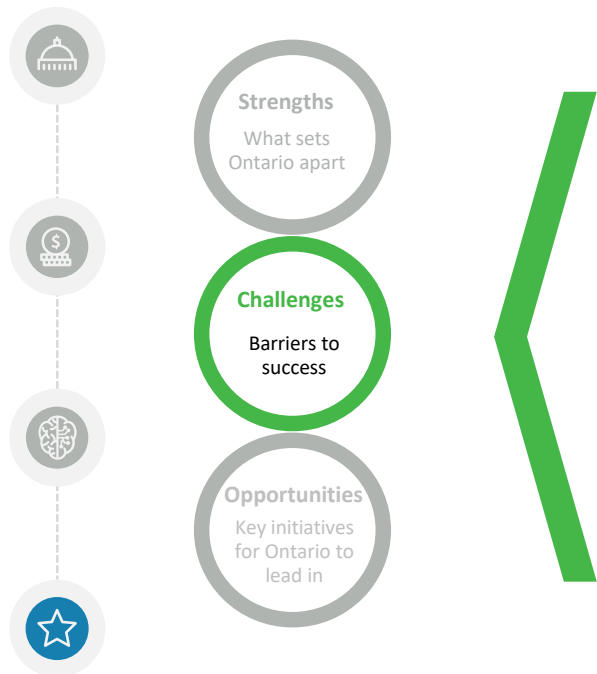 Strengths
What sets
Ontario apart
$
Challenges
Barriers to
success
Opportunities
Key initiatives
for Ontario to
lead in